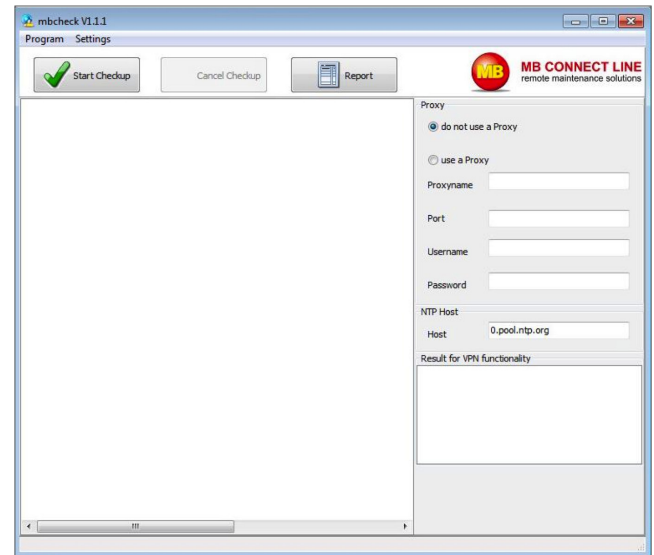 mbcheck V1.1.1
Program Settings
Start Checkup Cancel Checkup Report
MB
MB CONNECT LINE
remote maintenance solutions
Proxy
do not use a Proxy
use a Proxy
Proxyname
Port
Username
Password
NTP Host
Host 0.pool.ntp.org
Result for VPN functionality